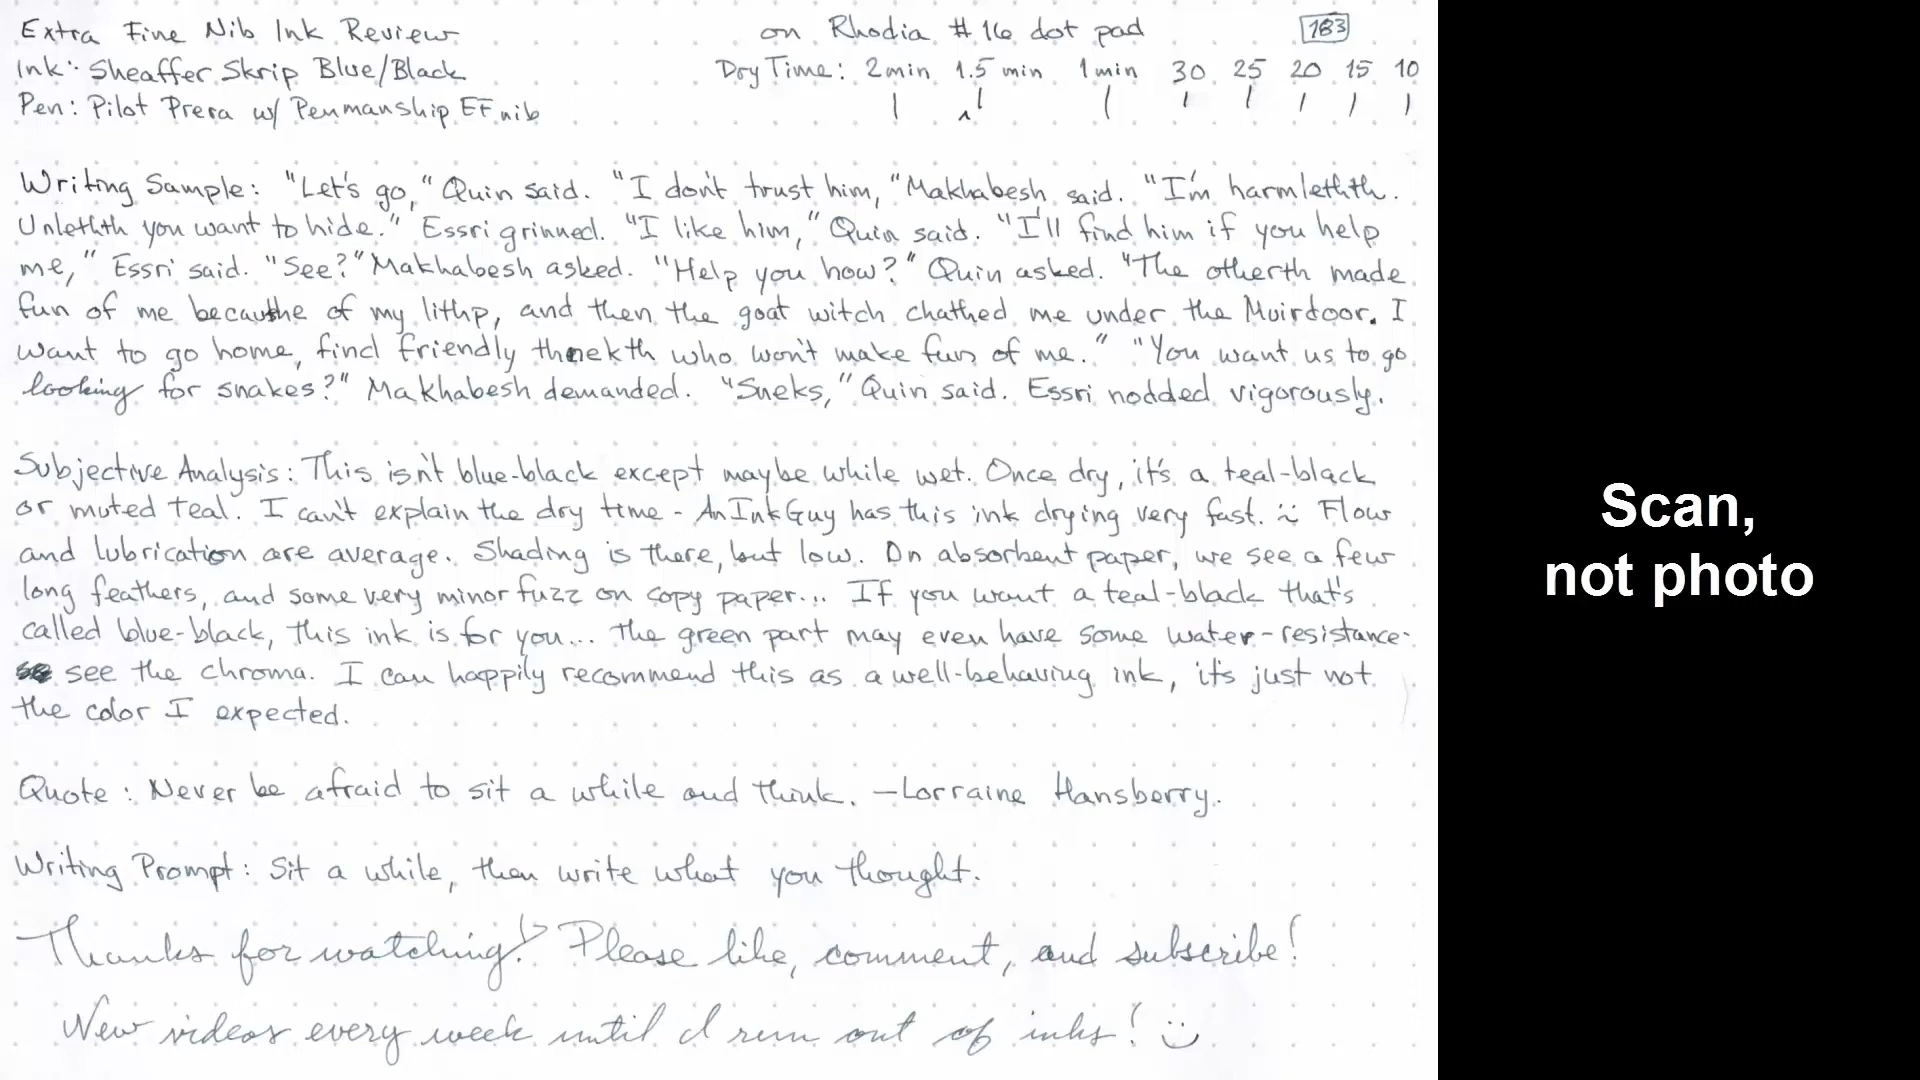 Extra Fine Nib Ink Review on Rhodia #16 dot pad 183
Ink: Sheaffer Skrip Blue/Black Dry Time: 2min 1.5 min 1 min 30 25 20 15 10
Pen: Pilot Prera w/ Penmanship EF nib
Writing Sample: "Let's go," Quin said. "I don't trust him," Makhabesh said. "I'm harmleththh.
Unleththh you want to hide." Essri grinned. "I like him," Quin said. "I'll find him if you help
me," Essri said. "See?" Makhabesh asked. "Help you how?" Quin asked. "The otherth made
fun of me becauthe of my lithp, and then the goat witch chathed me under the Muirdoor. I
want to go home, find friendly thnekth who won't make fun of me." "You want us to go
looking for snakes?" Makhabesh demanded. "Sneks," Quin said. Essri nodded vigorously.
Subjective Analysis: This isn't blue-black except maybe while wet. Once dry, it's a teal-black
or muted teal. I can't explain the dry time - AnInkGuy has this ink drying very fast. :( Flow
and lubrication are average. Shading is there, but low. On absorbent paper, we see a few
long feathers, and some very minor fuzz on copy paper... If you want a teal-black that's
called blue-black, this ink is for you... the green part may even have some water-resistance-
see the chroma. I can happily recommend this as a well-behaving ink, it's just not
the color I expected.
Quote: Never be afraid to sit a while and think. —Lorraine Hansberry.
Writing Prompt: Sit a while, then write what you thought.
Thanks for watching! Please like, comment, and subscribe!
New videos every week until I run out of inks! :)
Scan,
not photo